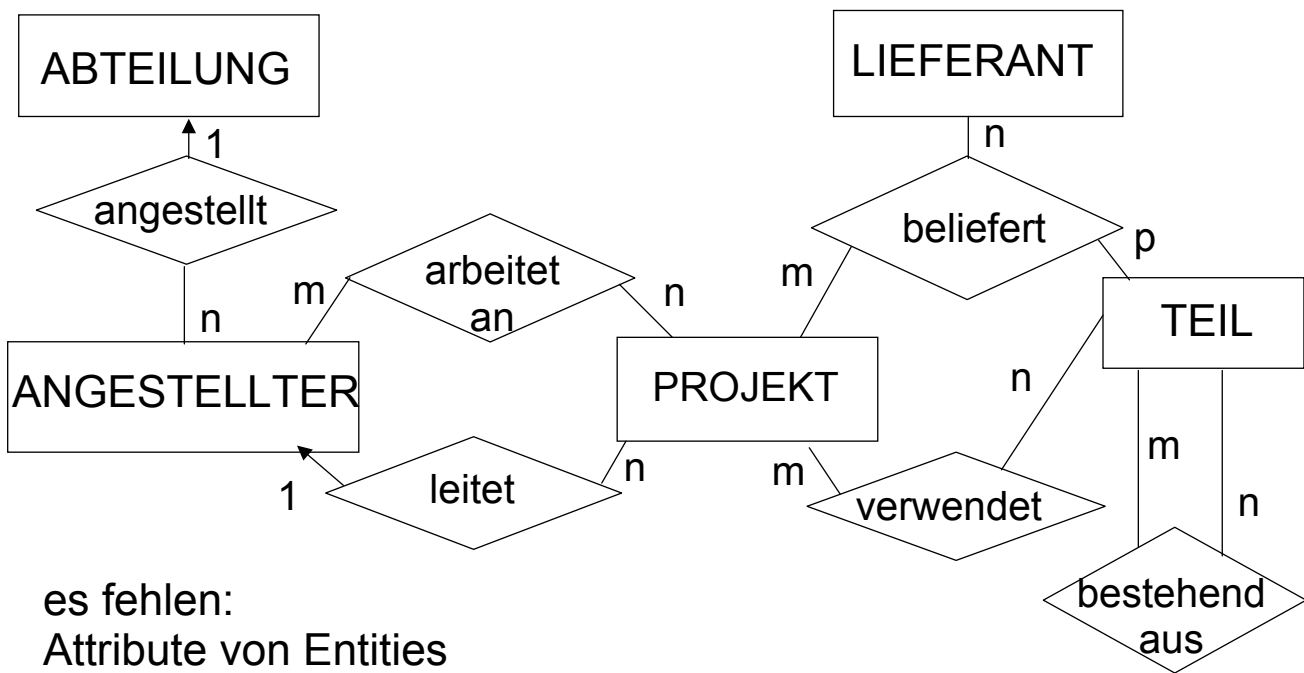 ABTEILUNG
LIEFERANT
1
n
angestellt
beliefert
p
arbeitet
an
m
n
m
n
TEIL
ANGESTELLTER
PROJEKT
n
m
n
m
n
1
leitet
verwendet
bestehend
aus
es fehlen:
Attribute von Entities